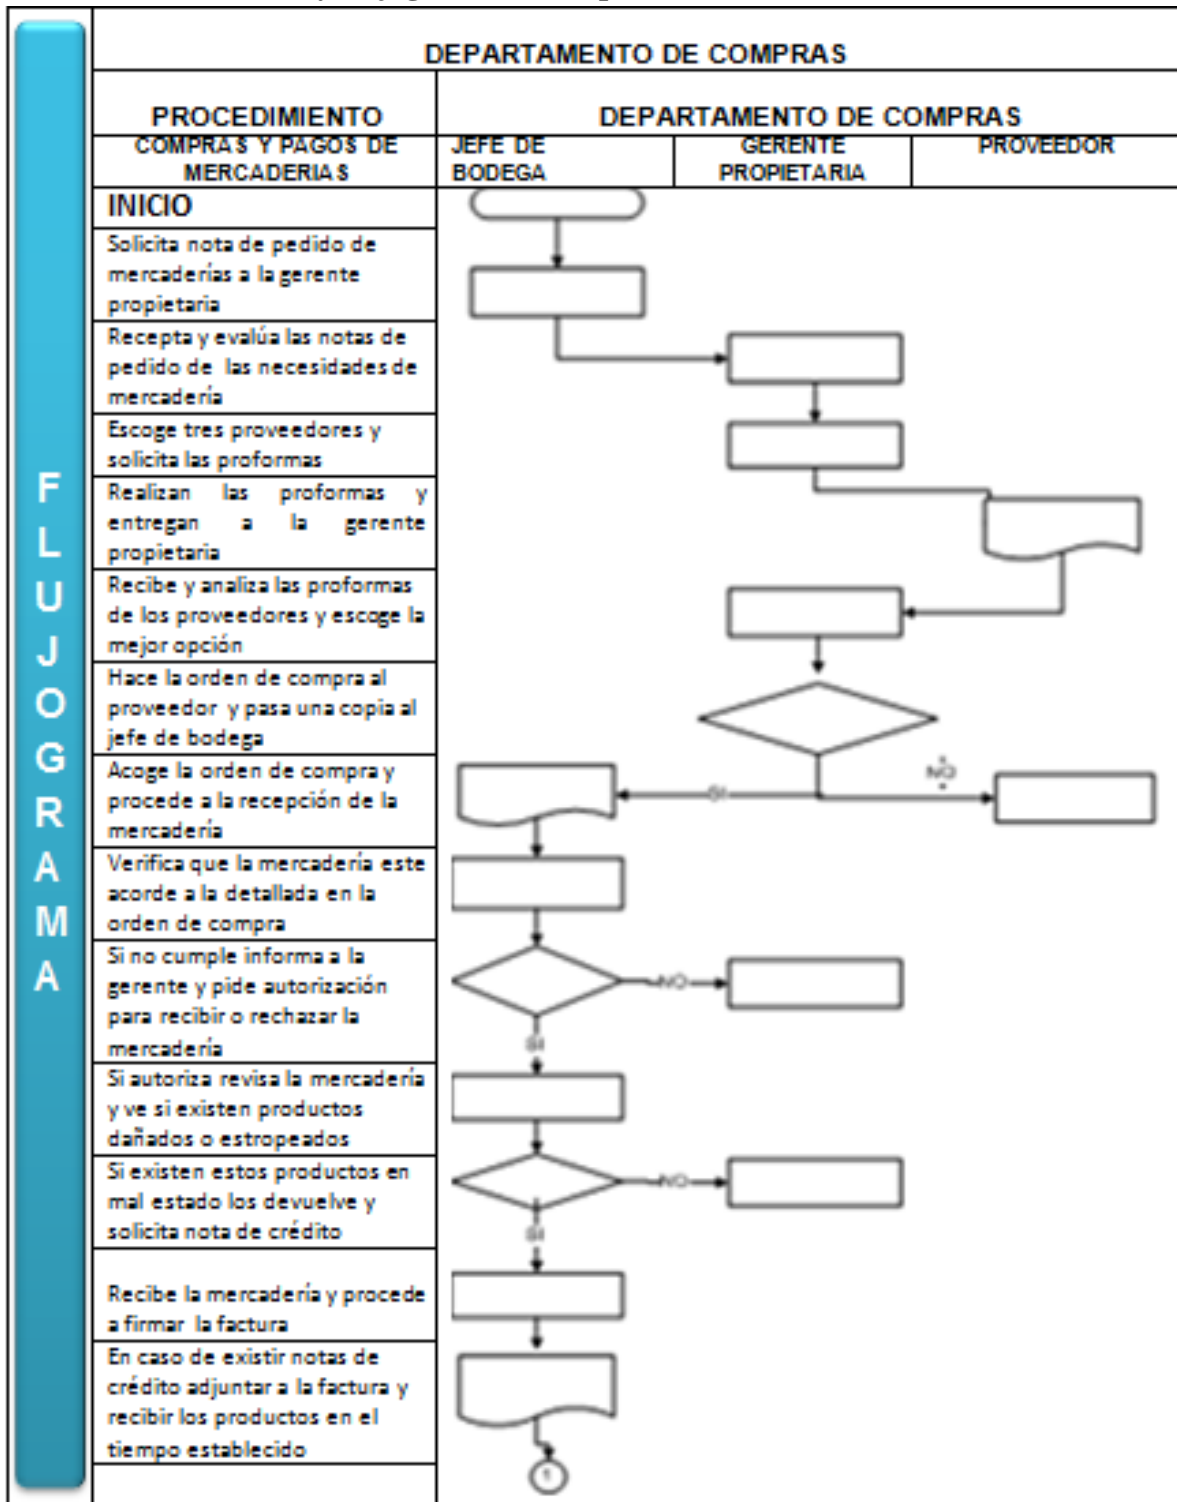 DEPARTAMENTO DE COMPRAS
PROCEDIMIENTO
DEPARTAMENTO DE COMPRAS
COMPRAS Y PAGOS DE
MERCADERIAS
JEFE DE
BODEGA
GERENTE
PROPIETARIA
PROVEEDOR
FLUJOGRAMA
INICIO
Solicita nota de pedido de
mercaderías a la gerente
propietaria
Recepta y evalúa las notas de
pedido de las necesidades de
mercadería
Escoge tres proveedores y
solicita las proformas
Realizan las proformas y
entregan a la gerente
propietaria
Recibe y analiza las proformas
de los proveedores y escoge la
mejor opción
Hace la orden de compra al
proveedor y pasa una copia al
jefe de bodega
Acoge la orden de compra y
procede a la recepción de la
mercadería
SI
NO
Verifica que la mercadería este
acorde a la detallada en la
orden de compra
Si no cumple informa a la
gerente y pide autorización
para recibir o rechazar la
mercadería
NO
SI
Si autoriza revisa la mercadería
y ve si existen productos
dañados o estropeados
Si existen estos productos en
mal estado los devuelve y
solicita nota de crédito
NO
SI
Recibe la mercadería y procede
a firmar la factura
En caso de existir notas de
crédito adjuntar a la factura y
recibir los productos en el
tiempo establecido
1